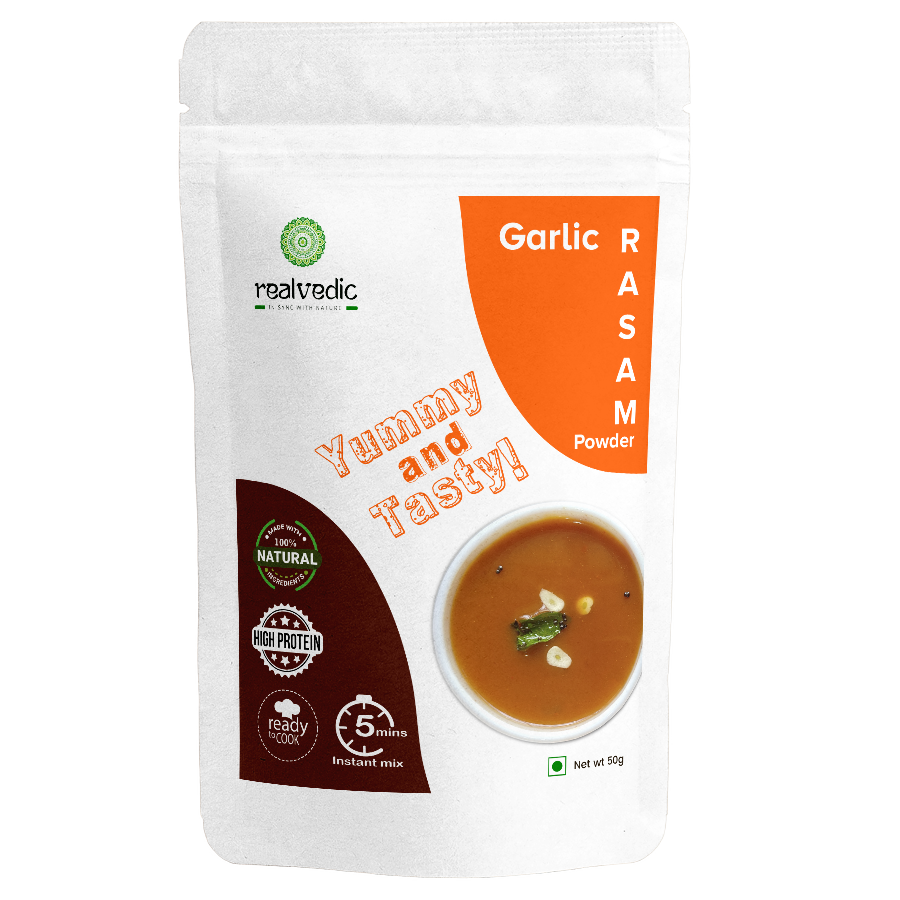 realvedic
IN SYNC WITH NATURE
Garlic
RASAM
Powder
Yummy
and
Tasty!
MADE WITH
100%
NATURAL
INGREDIENTS
HIGH PROTEIN
ready
to COOK
5 mins
Instant mix
Net wt 50g